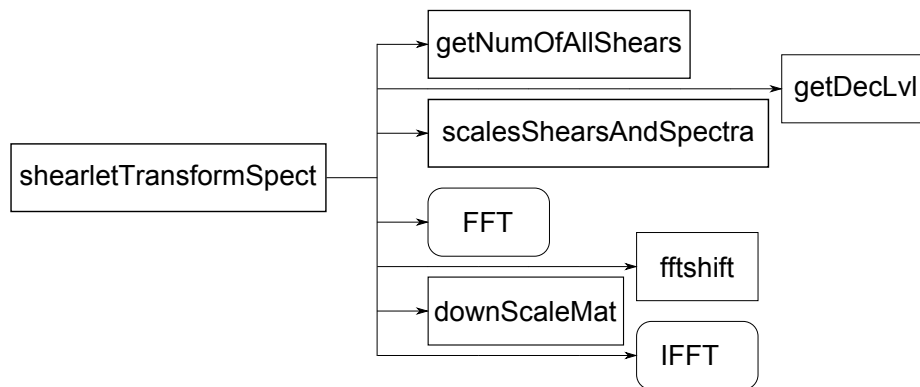 getNumOfAllShears
getDecLvl
scalesShearsAndSpectra
shearletTransformSpect
FFT
fftshift
downScaleMat
IFFT